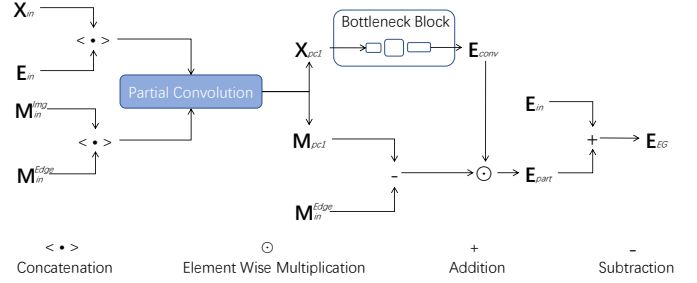 X_in
< • >
E_in
Partial Convolution
M_in^Img
< • >
M_in^Edge
Bottleneck Block
X_pc1
E_conv
M_pc1
-
M_in^Edge
⊙
E_part
E_in
+
E_EG
< • > ⊙ + -
Concatenation Element Wise Multiplication Addition Subtraction